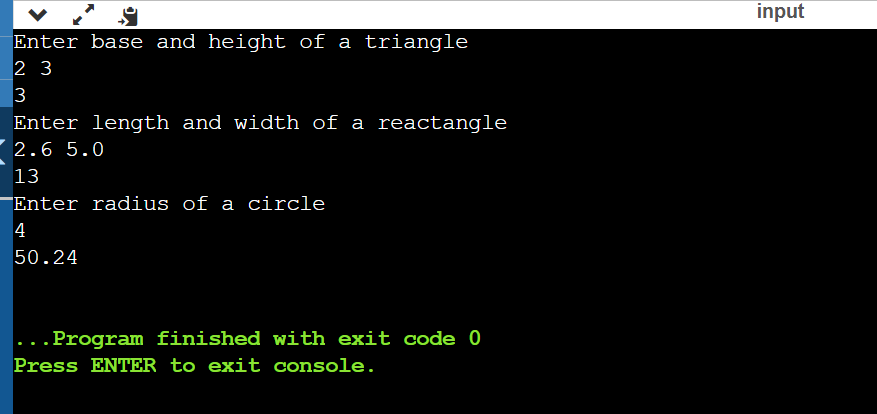 input
Enter base and height of a triangle
2 3
3
Enter length and width of a reactangle
2.6 5.0
13
Enter radius of a circle
4
50.24
...Program finished with exit code 0
Press ENTER to exit console.